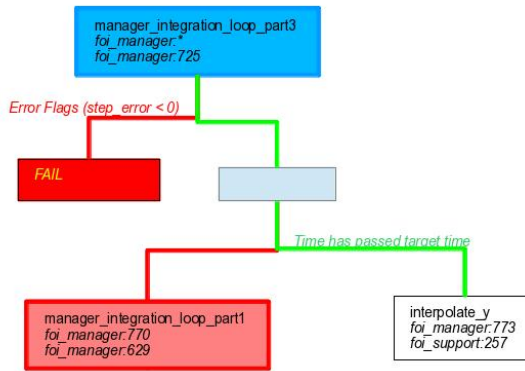 manager_integration_loop_part3
foi_manager:*
foi_manager:725
Error Flags (step_error < 0)
FAIL
Time has passed target time
manager_integration_loop_part1
foi_manager:770
foi_manager:629
interpolate_y
foi_manager:773
foi_support:257